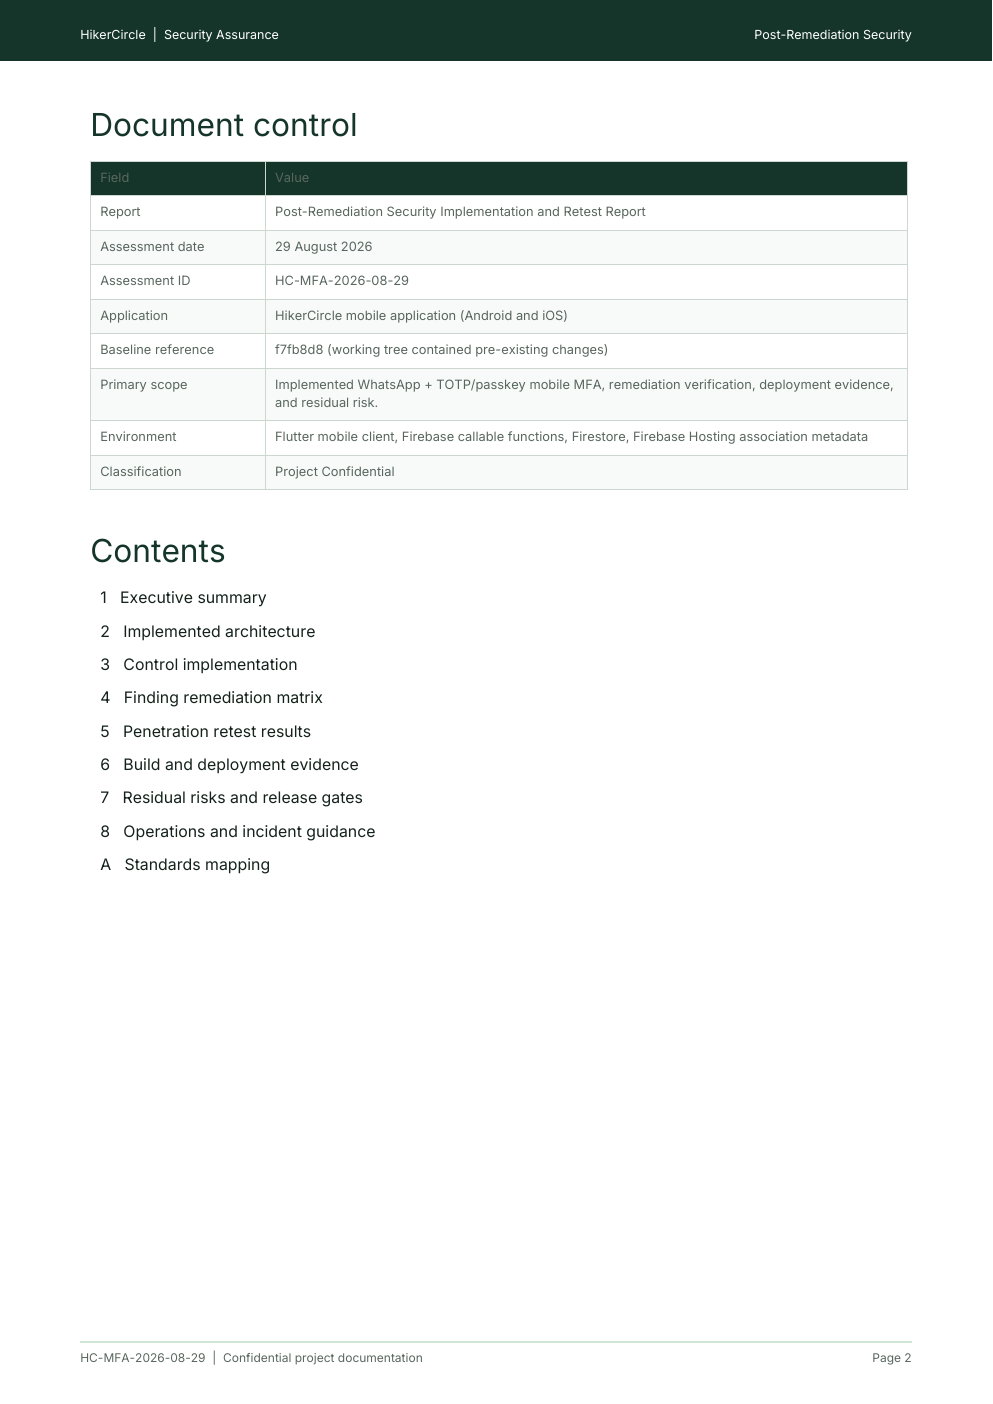 HikerCircle | Security Assurance
Post-Remediation Security
Document control
Field Value
Report Post-Remediation Security Implementation and Retest Report
Assessment date 29 August 2026
Assessment ID HC-MFA-2026-08-29
Application HikerCircle mobile application (Android and iOS)
Baseline reference f7fb8d8 (working tree contained pre-existing changes)
Primary scope Implemented WhatsApp + TOTP/passkey mobile MFA, remediation verification, deployment evidence,
and residual risk.
Environment Flutter mobile client, Firebase callable functions, Firestore, Firebase Hosting association metadata
Classification Project Confidential
Contents
1 Executive summary
2 Implemented architecture
3 Control implementation
4 Finding remediation matrix
5 Penetration retest results
6 Build and deployment evidence
7 Residual risks and release gates
8 Operations and incident guidance
A Standards mapping
HC-MFA-2026-08-29 | Confidential project documentation
Page 2